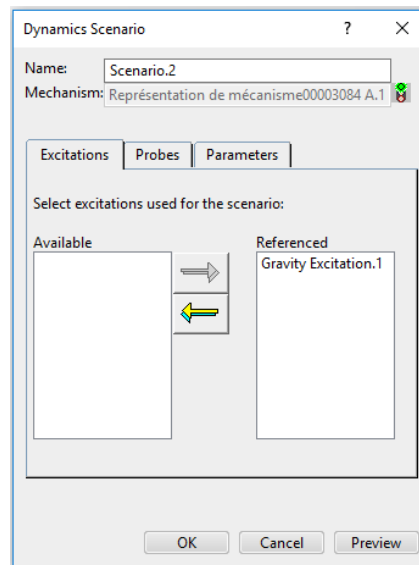 Dynamics Scenario ? X
Name: Scenario.2
Mechanism: Représentation de mécanisme00003084 A.1
Excitations Probes Parameters
Select excitations used for the scenario:
Available Referenced
Gravity Excitation.1
OK Cancel Preview